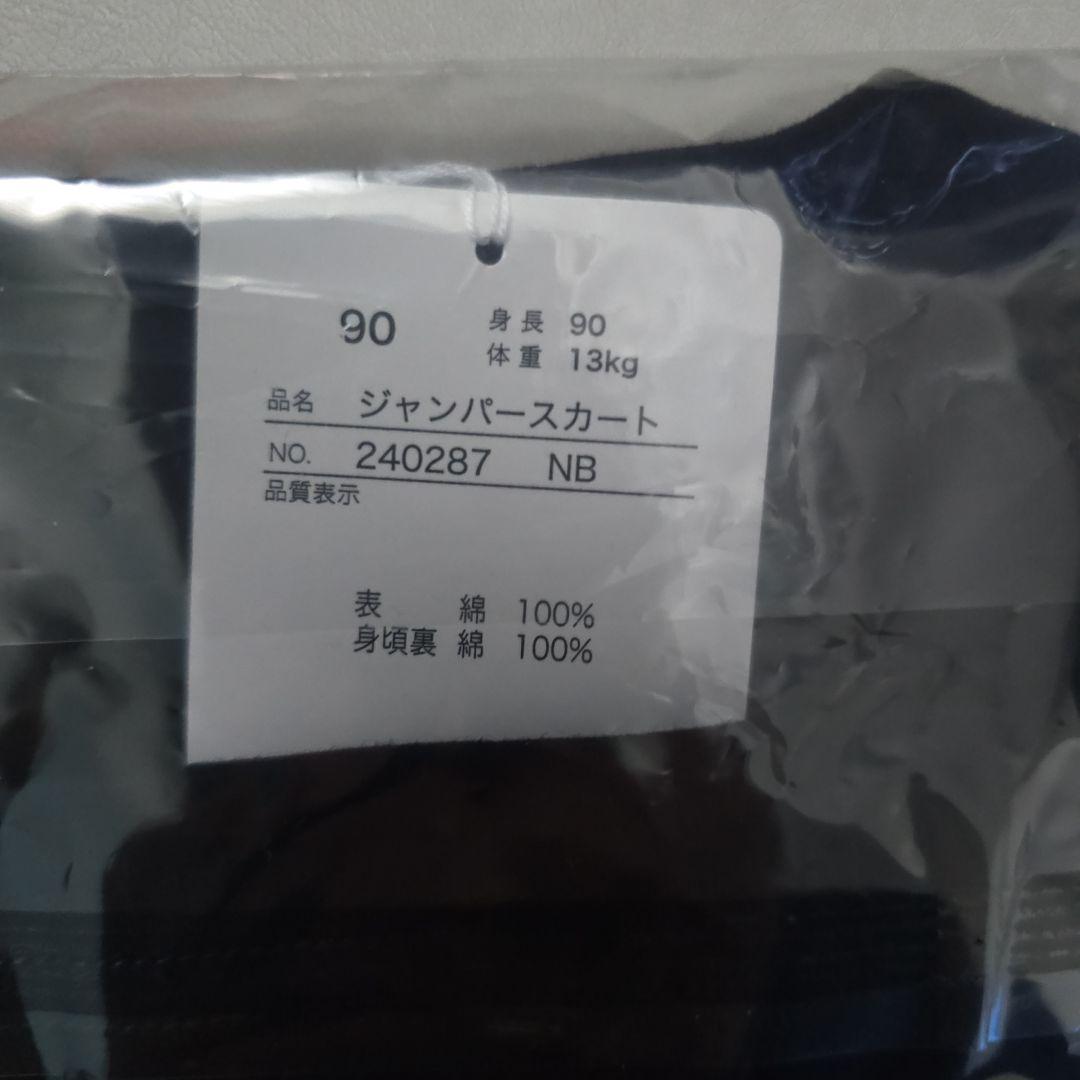 90
身長 90
体重 13kg
品名 ジャンパースカート
NO. 240287 NB
品質表示
表 綿 100%
身頃裏 綿 100%